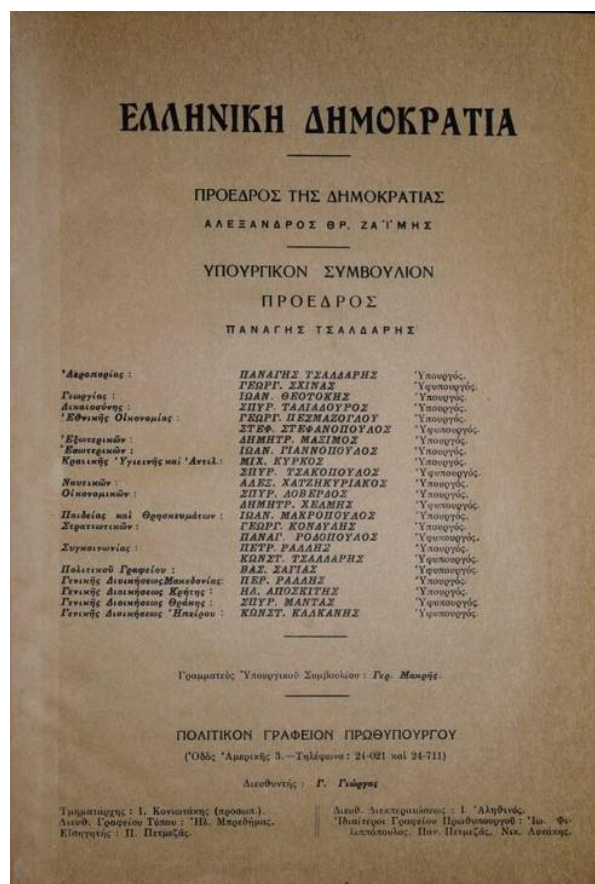 ΕΛΛΗΝΙΚΗ ΔΗΜΟΚΡΑΤΙΑ
ΠΡΟΕΔΡΟΣ ΤΗΣ ΔΗΜΟΚΡΑΤΙΑΣ
ΑΛΕΞΑΝΔΡΟΣ ΘΡ. ΖΑΪΜΗΣ
ΥΠΟΥΡΓΙΚΟΝ ΣΥΜΒΟΥΛΙΟΝ
ΠΡΟΕΔΡΟΣ
ΠΑΝΑΓΗΣ ΤΣΑΛΔΑΡΗΣ
Ἀεροπορίας : ΠΑΝΑΓΗΣ ΤΣΑΛΔΑΡΗΣ Ὑπουργός.
ΓΕΩΡΓ. ΣΧΙΝΑΣ Ὑφυπουργός.
Γεωργίας : ΙΩΑΝ. ΘΕΟΤΟΚΗΣ Ὑπουργός.
Δικαιοσύνης : ΣΠΥΡ. ΤΑΛΙΑΔΟΥΡΟΣ Ὑπουργός.
Ἐθνικῆς Οἰκονομίας : ΓΕΩΡΓ. ΠΕΣΜΑΖΟΓΛΟΥ Ὑπουργός.
ΣΤΕΦ. ΣΤΕΦΑΝΟΠΟΥΛΟΣ Ὑφυπουργός.
Ἐξωτερικῶν : ΔΗΜΗΤΡ. ΜΑΞΙΜΟΣ Ὑπουργός.
Ἐσωτερικῶν : ΙΩΑΝ. ΓΙΑΝΝΟΠΟΥΛΟΣ Ὑπουργός.
Κρατικῆς Ὑγιεινῆς καὶ Ἀντιλ.: ΜΙΧ. ΚΥΡΚΟΣ Ὑπουργός.
ΣΠΥΡ. ΤΣΑΚΟΠΟΥΛΟΣ Ὑφυπουργός.
Ναυτικῶν : ΑΛΕΞ. ΧΑΤΖΗΚΥΡΙΑΚΟΣ Ὑπουργός.
Οἰκονομικῶν : ΣΠΥΡ. ΛΟΒΕΡΔΟΣ Ὑπουργός.
ΔΗΜΗΤΡ. ΧΕΛΜΗΣ Ὑφυπουργός.
Παιδείας καὶ Θρησκευμάτων : ΙΩΑΝ. ΜΑΚΡΟΠΟΥΛΟΣ Ὑπουργός.
Στρατιωτικῶν : ΓΕΩΡΓ. ΚΟΝΔΥΛΗΣ Ὑπουργός.
ΠΑΝΑΓ. ΡΟΔΟΠΟΥΛΟΣ Ὑφυπουργός.
Συγκοινωνίας : ΠΕΤΡ. ΡΑΛΛΗΣ Ὑπουργός.
ΚΩΝΣΤ. ΤΣΑΛΔΑΡΗΣ Ὑφυπουργός.
Πολιτικοῦ Γραφείου : ΒΑΣ. ΣΑΓΙΑΣ Ὑφυπουργός.
Γενικῆς Διοικήσεως Μακεδονίας: ΠΕΡ. ΡΑΛΛΗΣ Ὑπουργός.
Γενικῆς Διοικήσεως Κρήτης : ΗΛ. ΑΠΟΣΚΙΤΗΣ Ὑπουργός.
Γενικῆς Διοικήσεως Θράκης : ΣΠΥΡ. ΜΑΝΤΑΣ Ὑφυπουργός.
Γενικῆς Διοικήσεως Ἠπείρου : ΚΩΝΣΤ. ΚΑΛΚΑΝΗΣ Ὑφυπουργός.
Γραμματεὺς Ὑπουργικοῦ Συμβουλίου : Γερ. Μακρῆς.
ΠΟΛΙΤΙΚΟΝ ΓΡΑΦΕΙΟΝ ΠΡΩΘΥΠΟΥΡΓΟΥ
(Ὁδὸς Ἀμερικῆς 3.—Τηλέφωνα : 24-021 καὶ 24-711)
Διευθυντής : Γ. Γιώργας
Τμηματάρχης : Ι. Κονιωτάκης (προσωπ.).
Διευθ. Γραφείου Τύπου : Ἠλ. Μπρεδήμας.
Εἰσηγητής : Π. Πετμεζᾶς.
Διευθ. Διεκπεραιώσεως : Ι. Ἀληθινός.
Ἰδιαίτεροι Γραφείου Πρωθυπουργοῦ : Ἰω. Φι-
λιππόπουλος, Παν. Πετμεζᾶς, Νικ. Λυκάκης.